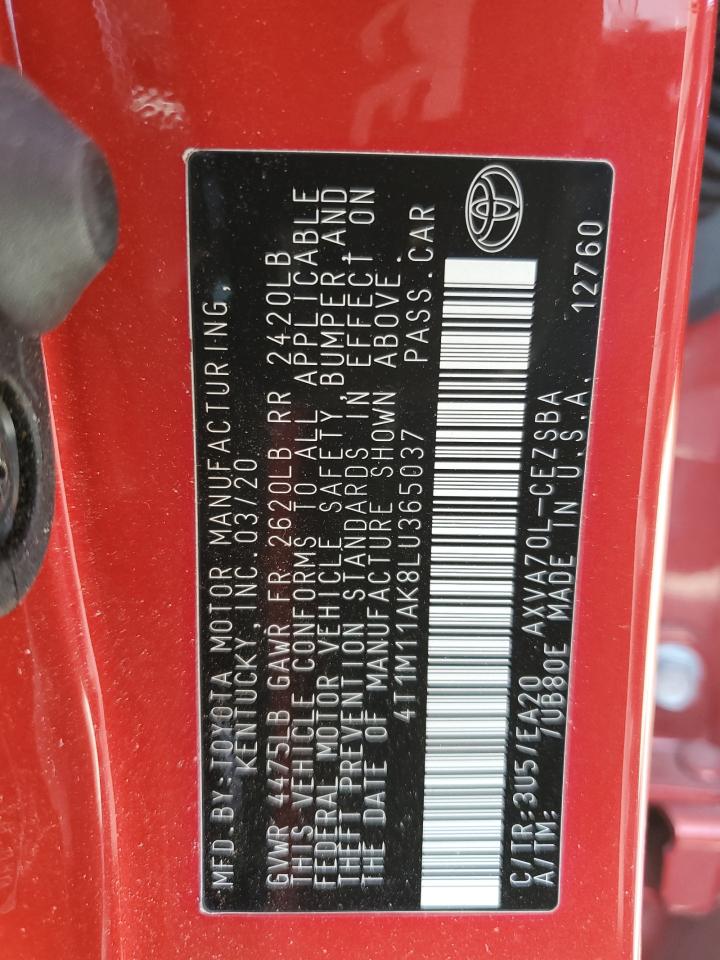 MFD.BY TOYOTA MOTOR MANUFACTURING,
KENTUCKY, INC. 03/20
GVWR 4475LB GAWR FR 2620LB RR 2420LB
THIS VEHICLE CONFORMS TO ALL APPLICABLE
FEDERAL MOTOR VEHICLE SAFETY, BUMPER, AND
THEFT PREVENTION STANDARDS IN EFFECT ON
THE DATE OF MANUFACTURE SHOWN ABOVE.
4T1M11AK8LU365037 PASS.CAR
C/TR:3U5/EA20 AXVA70L-CEZSBA
A/TM: /UB80E MADE IN U.S.A. 12760